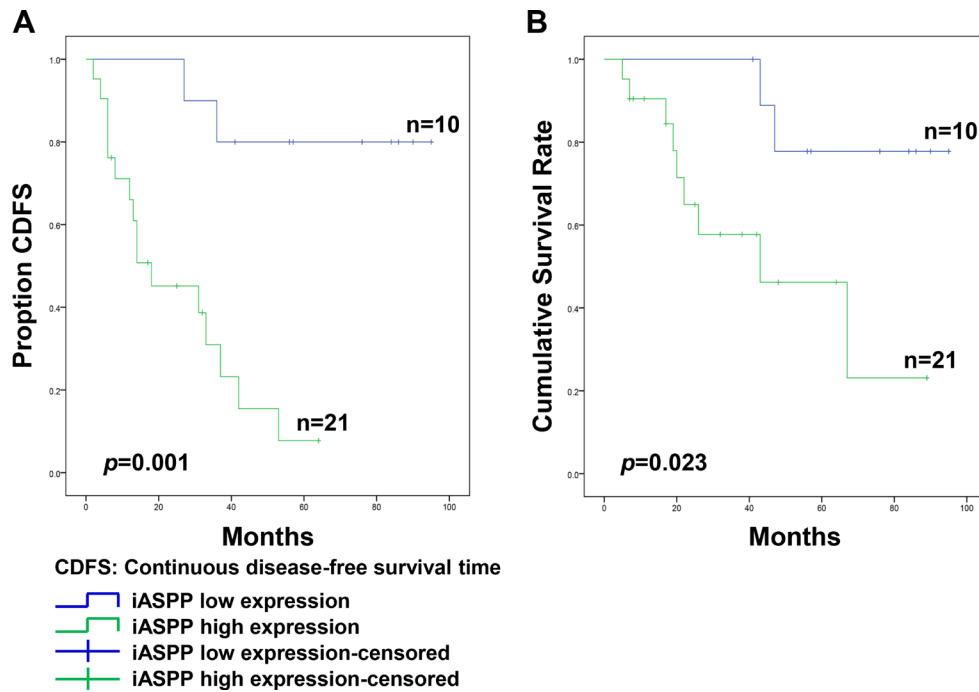 A
B
Proption CDFS
1.0
0.8
0.6
0.4
0.2
0.0
n=10
n=21
p=0.001
0 20 40 60 80 100
Months
Cumulative Survival Rate
1.0
0.8
0.6
0.4
0.2
0.0
n=10
n=21
p=0.023
0 20 40 60 80 100
Months
CDFS: Continuous disease-free survival time
iASPP low expression
iASPP high expression
iASPP low expression-censored
iASPP high expression-censored